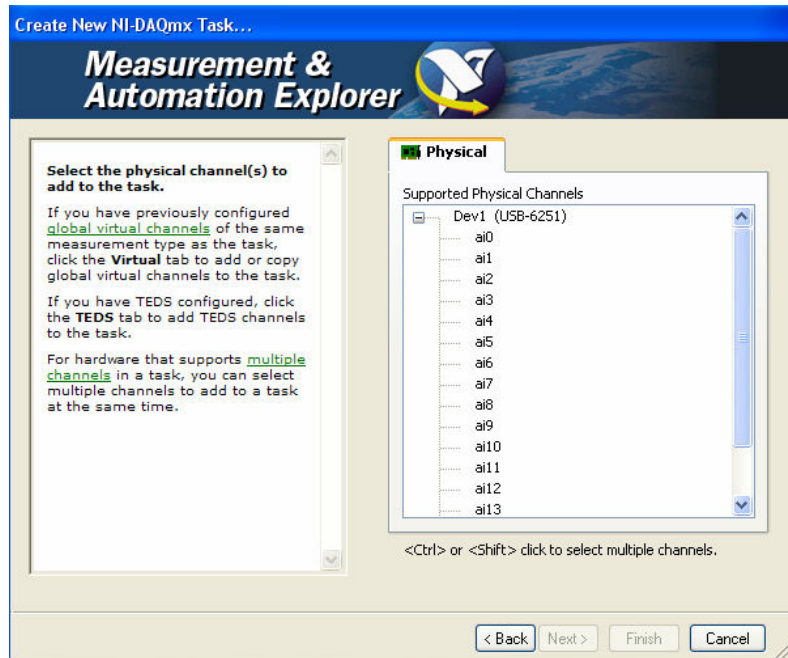 Create New NI-DAQmx Task...
Measurement &
Automation Explorer
Select the physical channel(s) to
add to the task.
If you have previously configured
global virtual channels of the same
measurement type as the task,
click the Virtual tab to add or copy
global virtual channels to the task.
If you have TEDS configured, click
the TEDS tab to add TEDS channels
to the task.
For hardware that supports multiple
channels in a task, you can select
multiple channels to add to a task
at the same time.
Physical
Supported Physical Channels
Dev1 (USB-6251)
ai0
ai1
ai2
ai3
ai4
ai5
ai6
ai7
ai8
ai9
ai10
ai11
ai12
ai13
<Ctrl> or <Shift> click to select multiple channels.
< Back Next > Finish Cancel